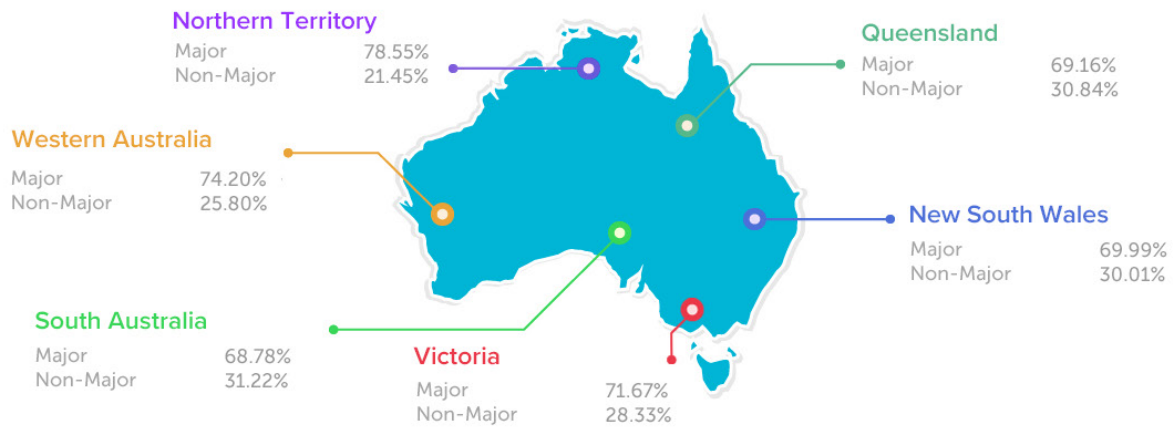 Northern Territory
Major 78.55%
Non-Major 21.45%
Queensland
Major 69.16%
Non-Major 30.84%
Western Australia
Major 74.20%
Non-Major 25.80%
New South Wales
Major 69.99%
Non-Major 30.01%
South Australia
Major 68.78%
Non-Major 31.22%
Victoria
Major 71.67%
Non-Major 28.33%